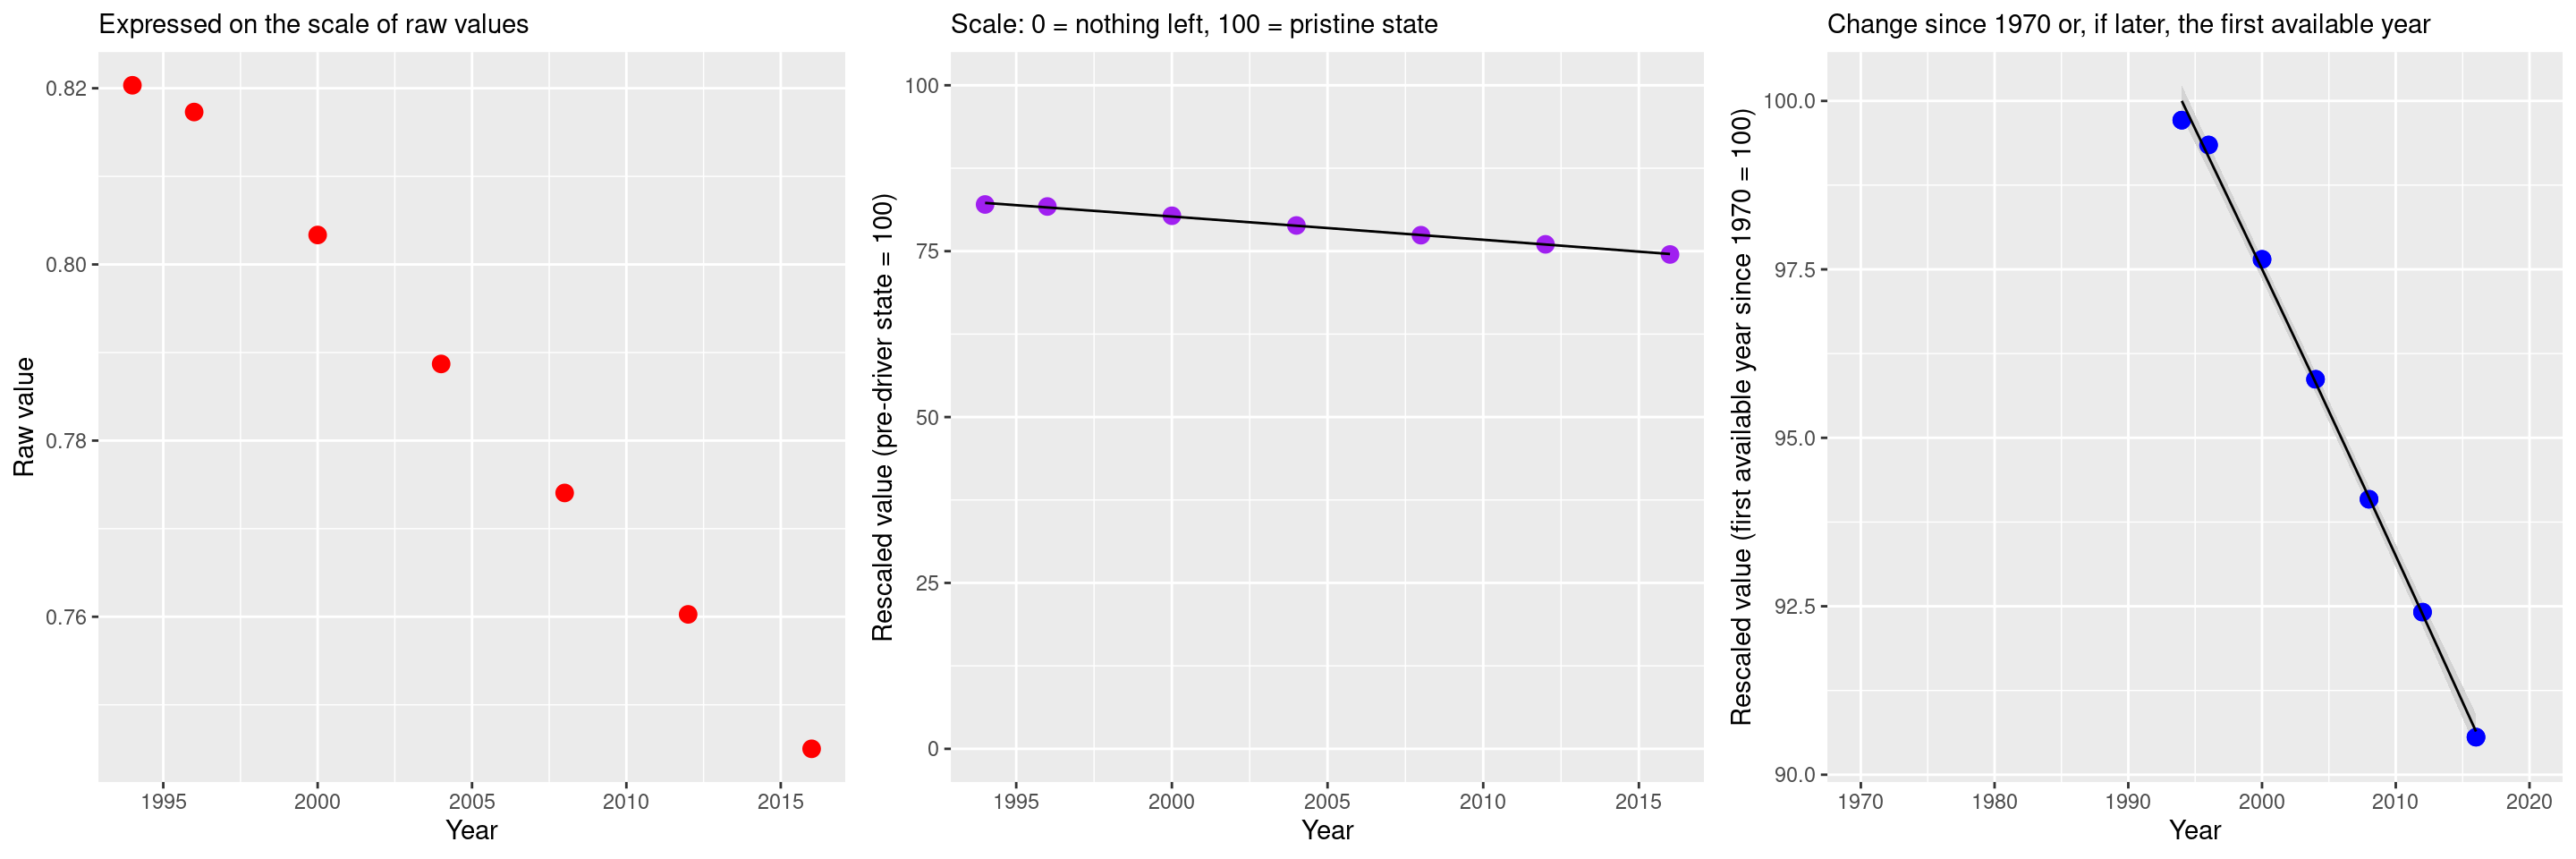 Expressed on the scale of raw values
Raw value
0.82
0.80
0.78
0.76
1995 2000 2005 2010 2015
Year
Scale: 0 = nothing left, 100 = pristine state
Rescaled value (pre-driver state = 100)
100
75
50
25
0
1995 2000 2005 2010 2015
Year
Change since 1970 or, if later, the first available year
Rescaled value (first available year since 1970 = 100)
100.0
97.5
95.0
92.5
90.0
1970 1980 1990 2000 2010 2020
Year